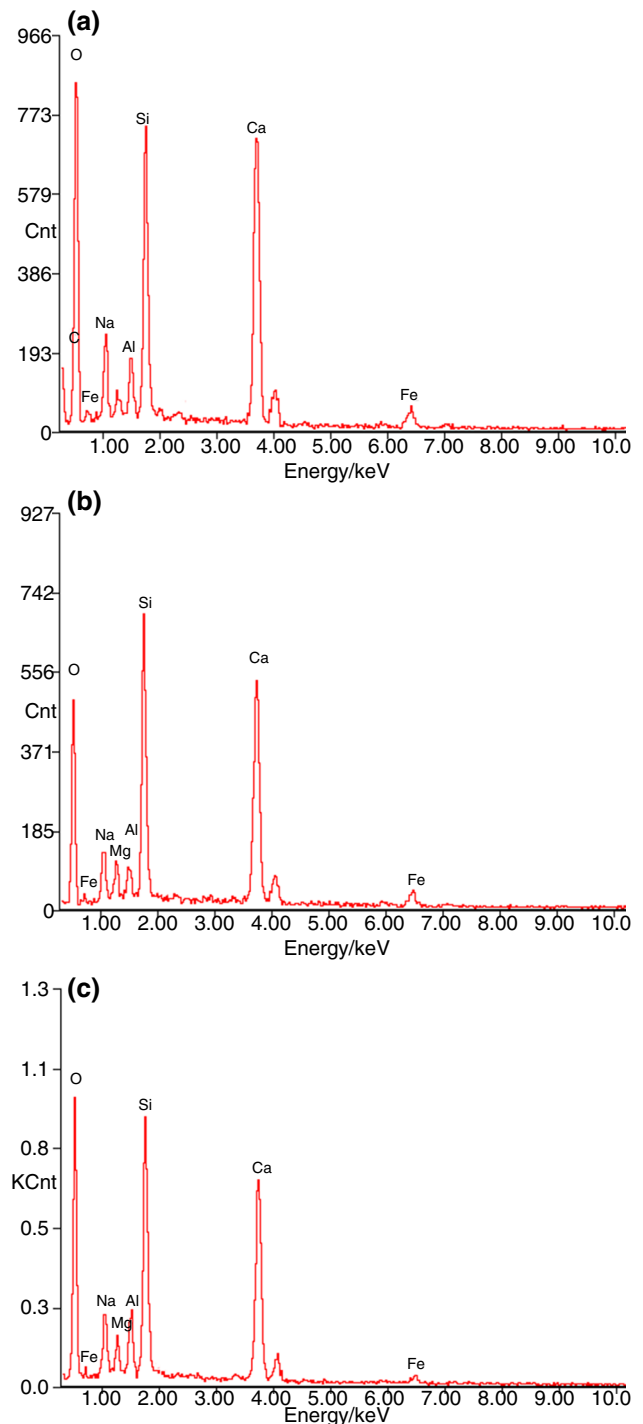 (a)
966
O
773
Si
Ca
579
Cnt
386
C
Na
193
Al
Fe
Fe
0
1.00 2.00 3.00 4.00 5.00 6.00 7.00 8.00 9.00 10.0
Energy/keV
(b)
927
742
Si
556
O
Ca
Cnt
371
185
Na
Mg
Al
Fe
Fe
0
1.00 2.00 3.00 4.00 5.00 6.00 7.00 8.00 9.00 10.0
Energy/keV
(c)
1.3
1.1
O
Si
0.8
KCnt
Ca
0.5
0.3
Na
Mg
Al
Fe
Fe
0.0
1.00 2.00 3.00 4.00 5.00 6.00 7.00 8.00 9.00 10.0
Energy/keV